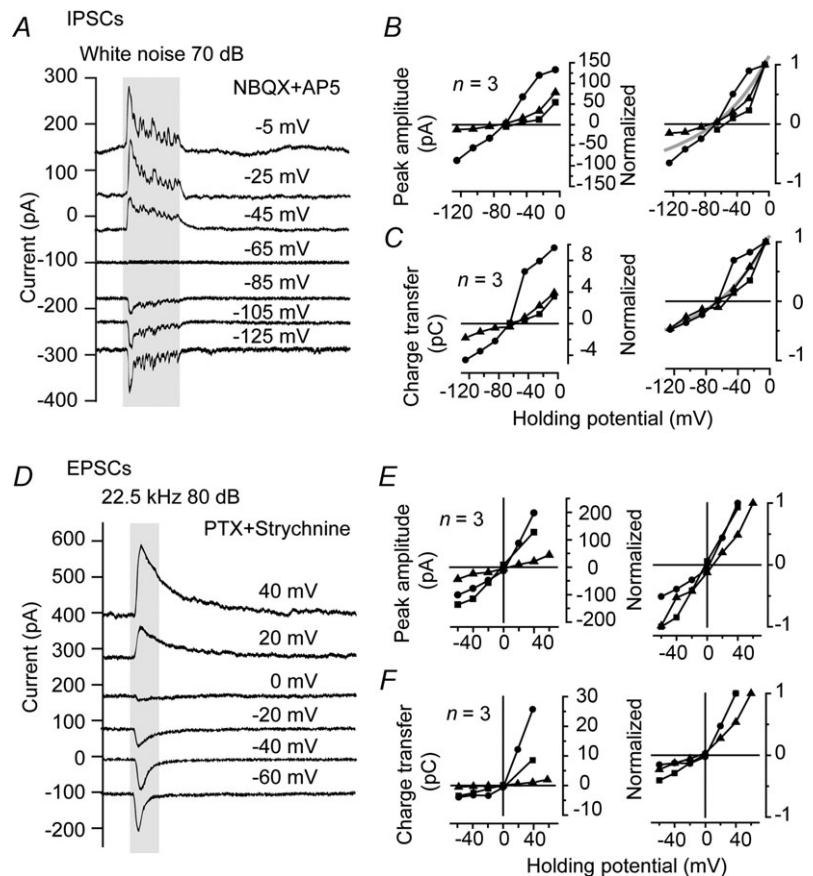 A IPSCs
White noise 70 dB
NBQX+AP5
Current (pA)
300
200
100
0
-100
-200
-300
-400
-5 mV
-25 mV
-45 mV
-65 mV
-85 mV
-105 mV
-125 mV
B
n = 3
Peak amplitude
(pA)
150
100
50
0
-50
-100
-150
-120 -80 -40 0
Normalized
1
0
-1
-120 -80 -40 0
C
n = 3
Charge transfer
(pC)
8
4
0
-4
-120 -80 -40 0
Normalized
1
0
-1
-120 -80 -40 0
Holding potential (mV)
D EPSCs
22.5 kHz 80 dB
PTX+Strychnine
Current (pA)
600
500
400
300
200
100
0
-100
-200
40 mV
20 mV
0 mV
-20 mV
-40 mV
-60 mV
E
n = 3
Peak amplitude
(pA)
200
100
0
-100
-200
-40 0 40
Normalized
1
0
-1
-40 0 40
F
n = 3
Charge transfer
(pC)
30
20
10
0
-10
-40 0 40
Normalized
1
0
-1
-40 0 40
Holding potential (mV)